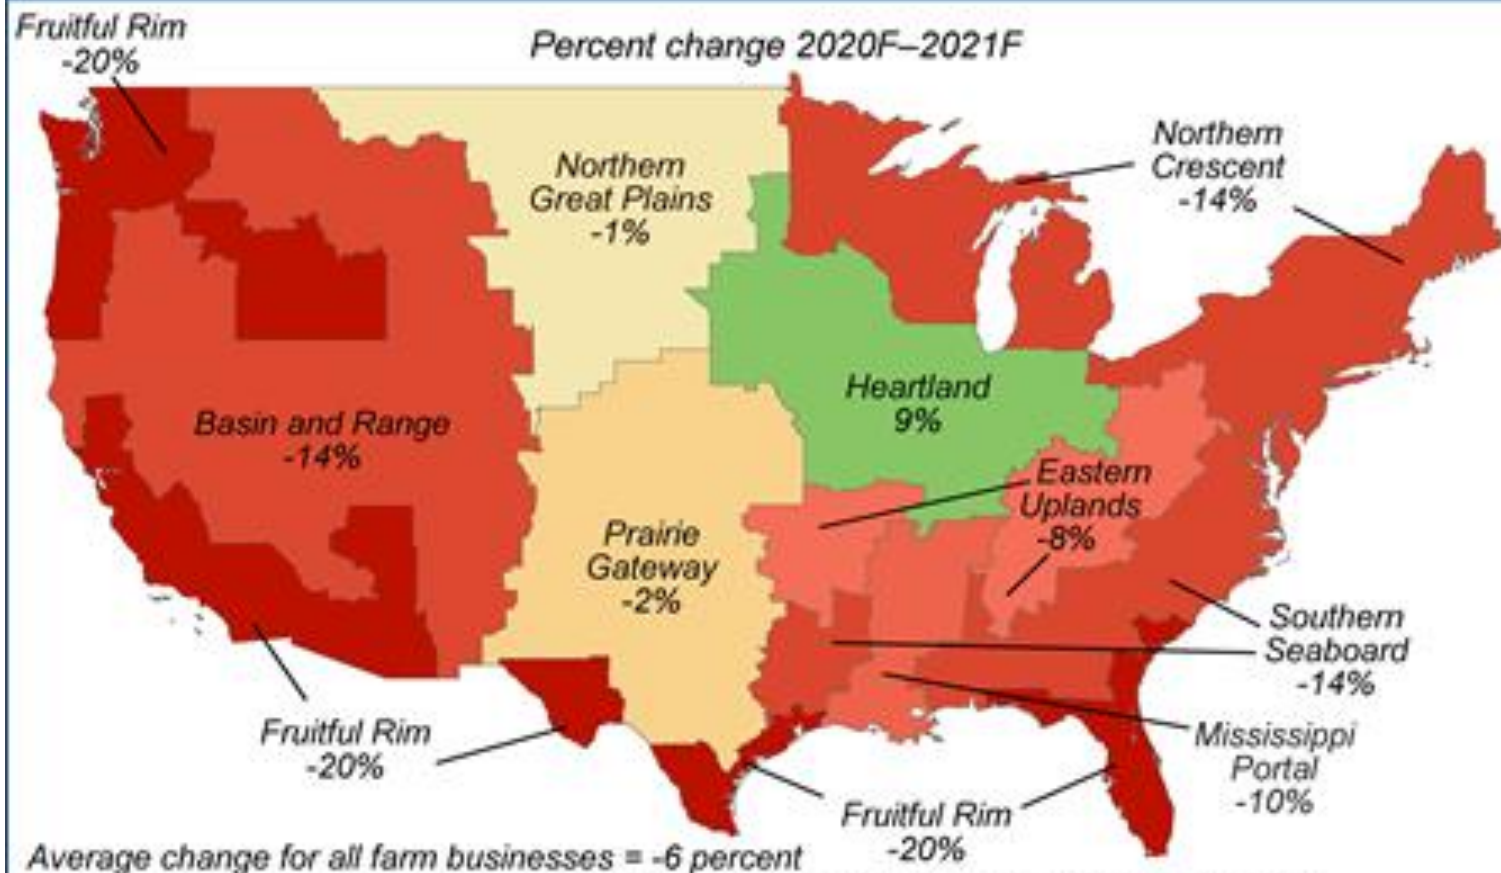 Fruitful Rim
-20%
Percent change 2020F–2021F
Northern
Crescent
-14%
Northern
Great Plains
-1%
Heartland
9%
Basin and Range
-14%
Eastern
Uplands
-8%
Prairie
Gateway
-2%
Southern
Seaboard
-14%
Fruitful Rim
-20%
Mississippi
Portal
-10%
Fruitful Rim
-20%
Average change for all farm businesses = -6 percent